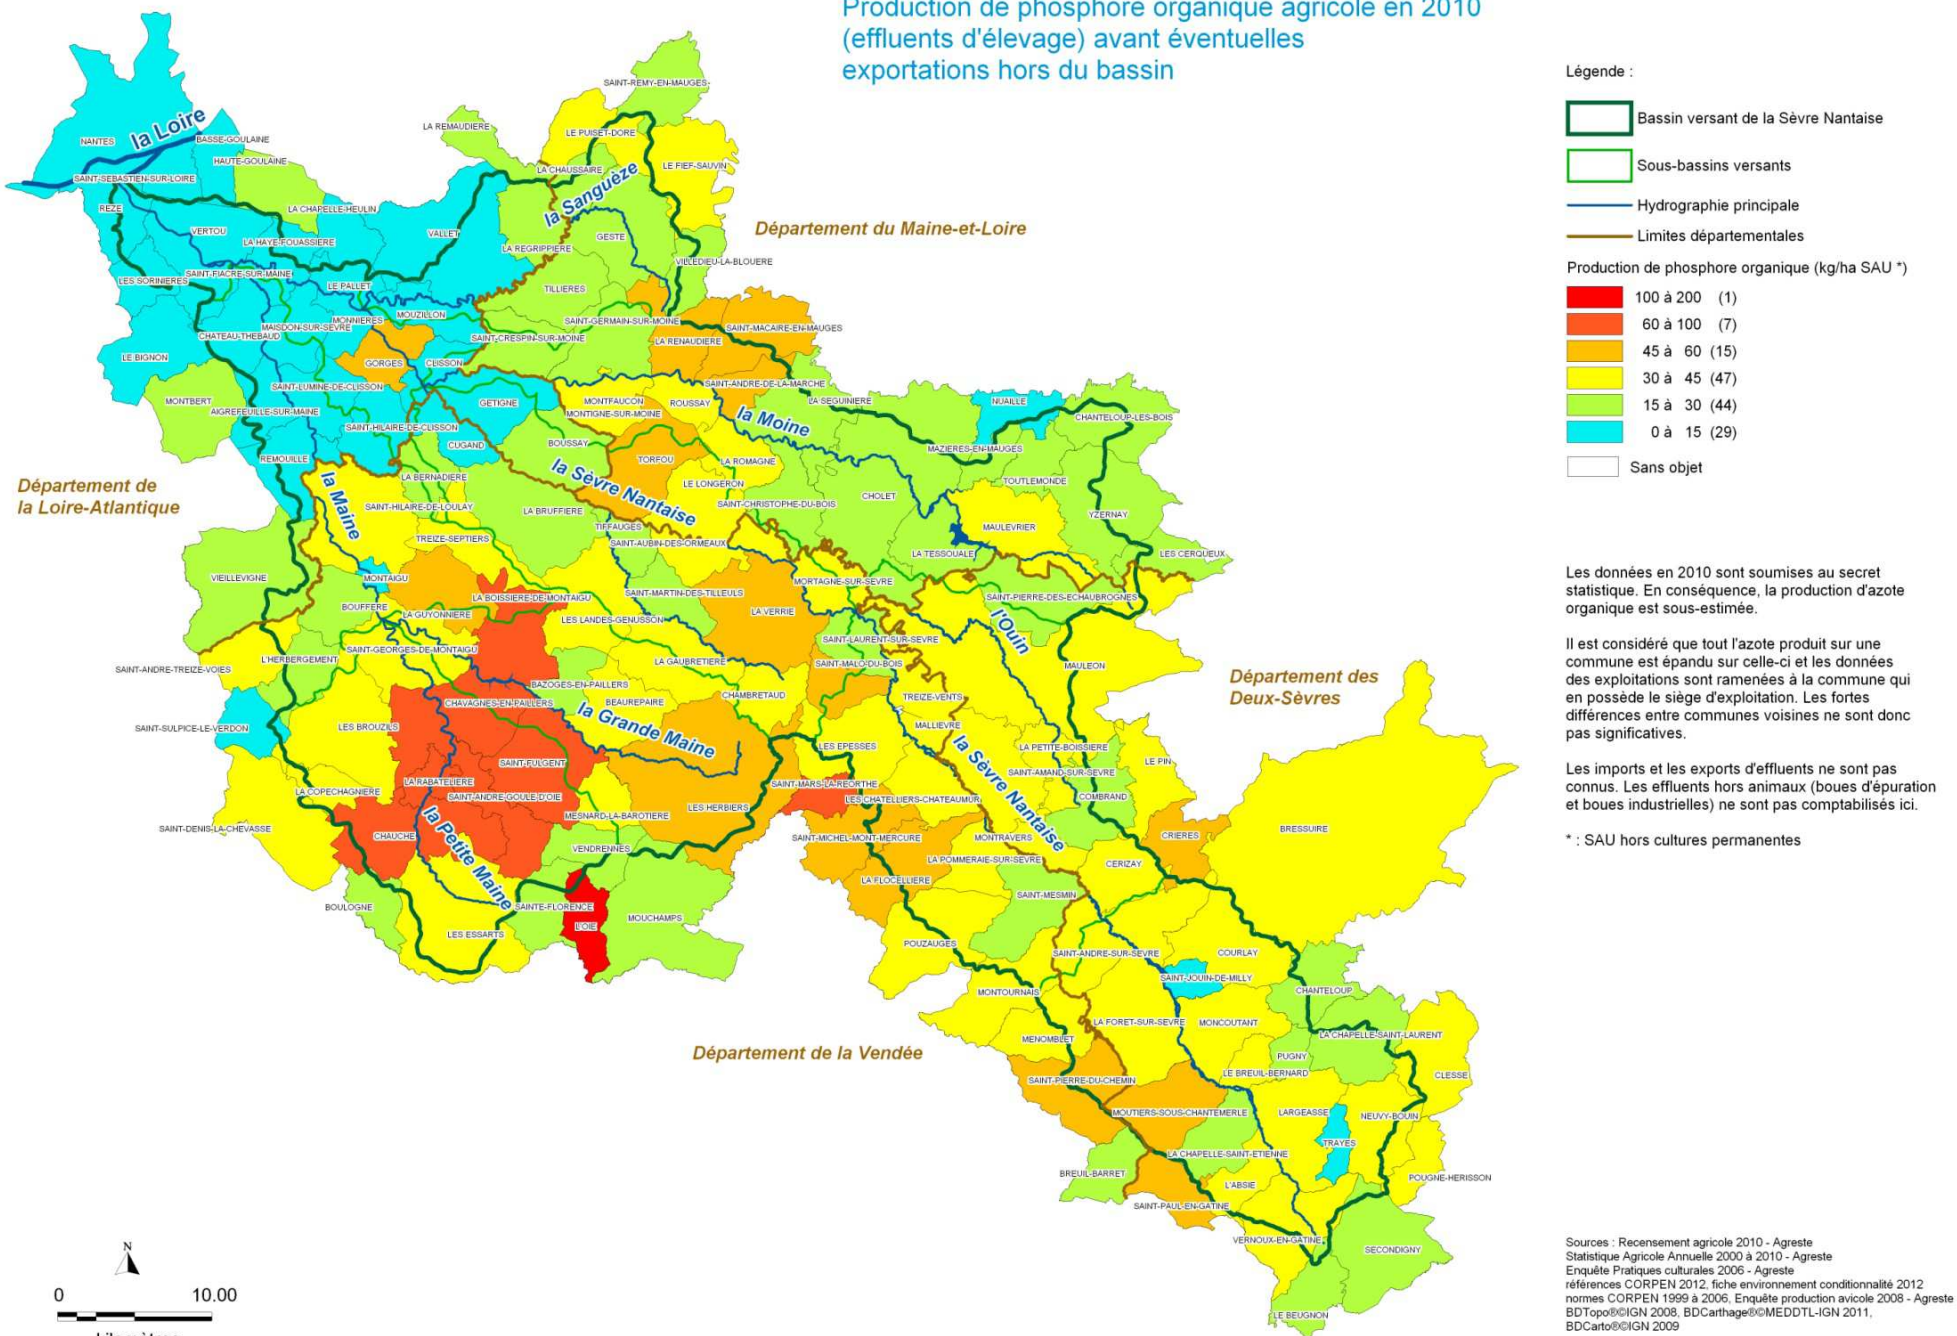 Production de phosphore organique agricole en 2010
(effluents d'élevage) avant éventuelles
exportations hors du bassin
Légende :
Bassin versant de la Sèvre Nantaise
Sous-bassins versants
Hydrographie principale
Limites départementales
Production de phosphore organique (kg/ha SAU *)
100 à 200 (1)
60 à 100 (7)
45 à 60 (15)
30 à 45 (47)
15 à 30 (44)
0 à 15 (29)
Sans objet
Les données en 2010 sont soumises au secret
statistique. En conséquence, la production d'azote
organique est sous-estimée.
Il est considéré que tout l'azote produit sur une
commune est épandu sur celle-ci et les données
des exploitations sont ramenées à la commune qui
en possède le siège d'exploitation. Les fortes
différences entre communes voisines ne sont donc
pas significatives.
Les imports et les exports d'effluents ne sont pas
connus. Les effluents hors animaux (boues d'épuration
et boues industrielles) ne sont pas comptabilisés ici.
* : SAU hors cultures permanentes
Sources : Recensement agricole 2010 - Agreste
Statistique Agricole Annuelle 2000 à 2010 - Agreste
Enquête Pratiques culturales 2006 - Agreste
références CORPEN 2012, fiche environnement conditionnalité 2012
normes CORPEN 1999 à 2006, Enquête production avicole 2008 - Agreste
BDTopo®©IGN 2008, BDCarthage®©MEDDTL-IGN 2011,
BDCarto®©IGN 2009
SAINT-REMY-EN-MAUGES
la Loire
LA REMAUDIERE
LE PUISET-DORE
NANTES
BASSE-GOULAINE
HAUTE-GOULAINE
LE FIEF-SAUVIN
LA CHAUSSAIRE
SAINT-SEBASTIEN-SUR-LOIRE
la Sanguèze
REZE
LA CHAPELLE-HEULIN
Département du Maine-et-Loire
VERTOU
VALLET
LA HAYE-FOUASSIERE
GESTE
LA REGRIPPIERE
VILLEDIEU-LA-BLOUERE
SAINT-FIACRE-SUR-MAINE
LES SORINIERES
LE PALLET
TILLIERES
MOUZILLON
MONNIERES
SAINT-GERMAIN-SUR-MOINE
MAISDON-SUR-SEVRE
SAINT-MACAIRE-EN-MAUGES
CHATEAU-THEBAUD
SAINT-CRESPIN-SUR-MOINE
LA RENAUDIERE
LE BIGNON
GORGES
CLISSON
SAINT-LUMINE-DE-CLISSON
SAINT-ANDRE-DE-LA-MARCHE
MONTBERT
GETIGNE
MONTFAUCON
ROUSSAY
LA SEGUINIERE
NUAILLE
AIGREFEUILLE-SUR-MAINE
MONTIGNE-SUR-MOINE
la Moine
CHANTELOUP-LES-BOIS
SAINT-HILAIRE-DE-CLISSON
CUGAND
BOUSSAY
MAZIERES-EN-MAUGES
REMOUILLE
TORFOU
LA ROMAGNE
Département de
la Loire-Atlantique
la Maine
LA BERNADIERE
la Sèvre Nantaise
LE LONGERON
TOUTLEMONDE
CHOLET
SAINT-HILAIRE-DE-LOULAY
LA BRUFFIERE
SAINT-CHRISTOPHE-DU-BOIS
YZERNAY
TIFFAUGES
MAULEVRIER
TREIZE-SEPTIERS
SAINT-AUBIN-DES-ORMEAUX
LA TESSOUALE
LES CERQUEUX
VIEILLEVIGNE
MONTAIGU
MORTAGNE-SUR-SEVRE
LA BOISSIERE-DE-MONTAIGU
SAINT-MARTIN-DES-TILLEULS
SAINT-PIERRE-DES-ECHAUBROGNES
BOUFFERE
LA GUYONNIERE
LA VERRIE
LES LANDES-GENUSSON
l'Ouin
SAINT-LAURENT-SUR-SEVRE
SAINT-GEORGES-DE-MONTAIGU
L'HERBERGEMENT
LA GAUBRETIERE
SAINT-MALO-DU-BOIS
MAULEON
SAINT-ANDRE-TREIZE-VOIES
Département des
Deux-Sèvres
BAZOGES-EN-PAILLERS
CHAMBRETAUD
TREIZE-VENTS
CHAVAGNES-EN-PAILLERS
BEAUREPAIRE
SAINT-SULPICE-LE-VERDON
LES BROUZILS
la Grande Maine
MALLIEVRE
LES EPESSES
LA PETITE-BOISSIERE
la Sèvre Nantaise
SAINT-FULGENT
LE PIN
SAINT-AMAND-SUR-SEVRE
LA RABATELIERE
SAINT-MARS-LA-REORTHE
LA COPECHAGNIERE
SAINT-ANDRE-GOULE-D'OIE
COMBRAND
LES CHATELLIERS-CHATEAUMUR
LES HERBIERS
SAINT-DENIS-LA-CHEVASSE
MESNARD-LA-BAROTIERE
BRESSUIRE
CHAUCHE
la Petite Maine
SAINT-MICHEL-MONT-MERCURE
MONTRAVERS
CRIERES
VENDRENNES
LA POMMERAIE-SUR-SEVRE
CERIZAY
LA FLOCELLIERE
SAINT-MESMIN
BOULOGNE
SAINTE-FLORENCE
MOUCHAMPS
L'OIE
LES ESSARTS
POUZAUGES
SAINT-ANDRE-SUR-SEVRE
COURLAY
SAINT-JOUIN-DE-MILLY
MONTOURNAIS
CHANTELOUP
LA FORET-SUR-SEVRE
MONCOUTANT
LA CHAPELLE-SAINT-LAURENT
MENOMBLET
Département de la Vendée
PUGNY
LE BREUIL-BERNARD
CLESSE
SAINT-PIERRE-DU-CHEMIN
MOUTIERS-SOUS-CHANTEMERLE
LARGEASSE
NEUVY-BOUIN
TRAYES
LA CHAPELLE-SAINT-ETIENNE
BREUIL-BARRET
POUGNE-HERISSON
L'ABSIE
SAINT-PAUL-EN-GATINE
VERNOUX-EN-GATINE
SECONDIGNY
LE BEUGNON
N
0 10.00